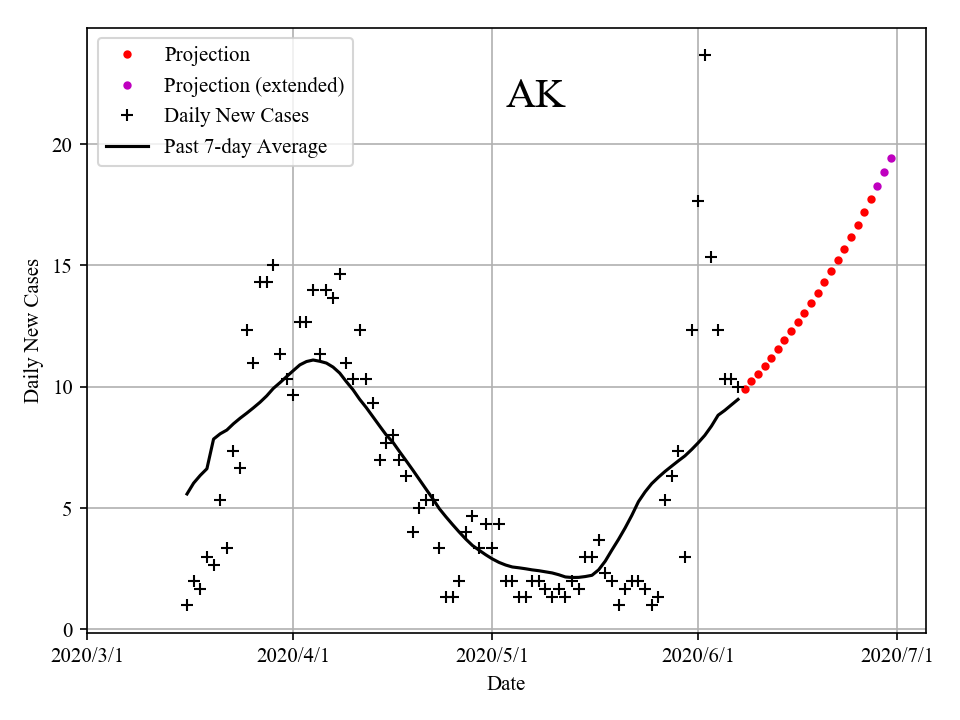 Projection
Projection (extended)
Daily New Cases
Past 7-day Average
AK
20
15
10
5
0
Daily New Cases
2020/3/1 2020/4/1 2020/5/1 2020/6/1 2020/7/1
Date